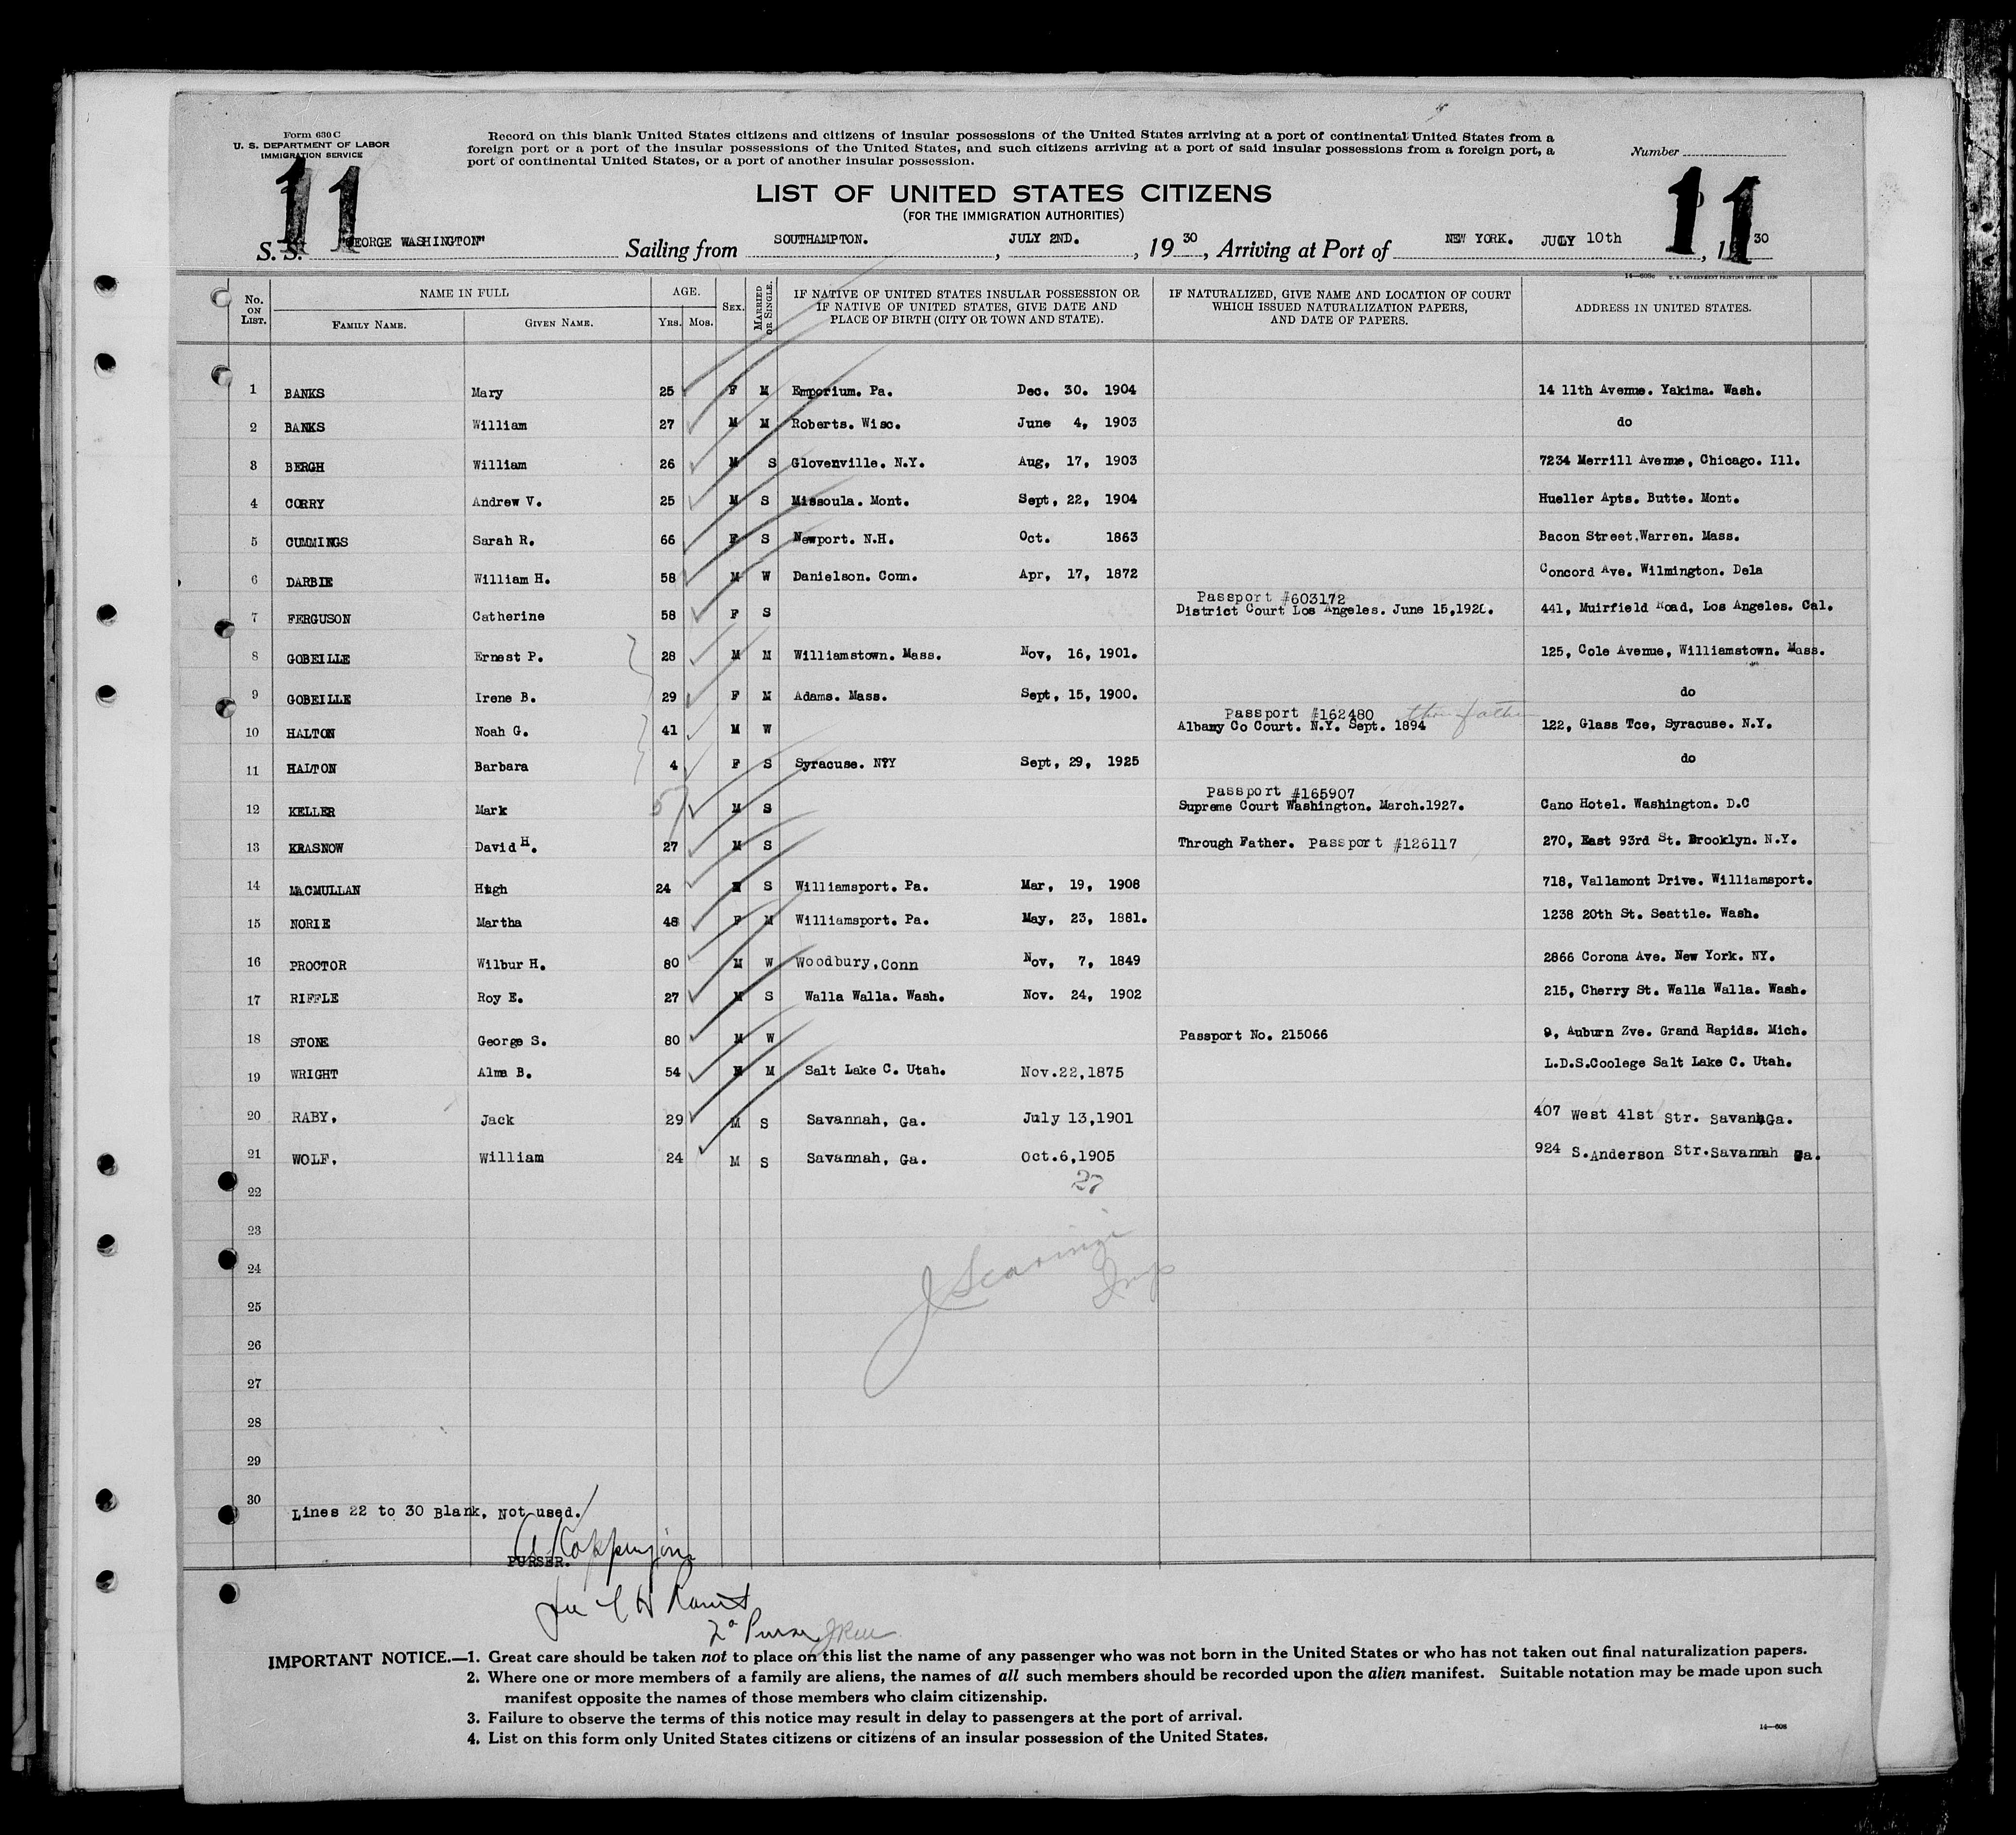 Form 630 C
U. S. DEPARTMENT OF LABOR
IMMIGRATION SERVICE
Record on this blank United States citizens and citizens of insular possessions of the United States arriving at a port of continental United States from a
foreign port or a port of the insular possessions of the United States, and such citizens arriving at a port of said insular possessions from a foreign port, a
port of continental United States, or a port of another insular possession.
Number
11
11
LIST OF UNITED STATES CITIZENS
(FOR THE IMMIGRATION AUTHORITIES)
S. S. "GEORGE WASHINGTON" Sailing from SOUTHAMPTON. , JULY 2ND. , 19 30 , Arriving at Port of NEW YORK. JULY 10th , 19 30
No. ON LIST.
NAME IN FULL
FAMILY NAME. GIVEN NAME.
AGE.
YRS. MOS.
SEX.
MARRIED OR SINGLE.
IF NATIVE OF UNITED STATES INSULAR POSSESSION OR
IF NATIVE OF UNITED STATES, GIVE DATE AND
PLACE OF BIRTH (CITY OR TOWN AND STATE).
IF NATURALIZED, GIVE NAME AND LOCATION OF COURT
WHICH ISSUED NATURALIZATION PAPERS,
AND DATE OF PAPERS.
ADDRESS IN UNITED STATES.
1 BANKS Mary 25 F M Emporium. Pa. Dec. 30. 1904 14 11th Avenue. Yakima. Wash.
2 BANKS William 27 M M Roberts. Wisc. June 4, 1903 do
3 BERGH William 26 M S Glovenville. N.Y. Aug, 17, 1903 7234 Merrill Avenue, Chicago. Ill.
4 CORRY Andrew V. 25 M S Missoula. Mont. Sept, 22, 1904 Hueller Apts. Butte. Mont.
5 CUMMINGS Sarah R. 66 F S Newport. N.H. Oct. 1863 Bacon Street.Warren. Mass.
6 DARBIE William H. 58 M W Danielson. Conn. Apr, 17, 1872 Concord Ave. Wilmington. Dela
Passport #603172
7 FERGUSON Catherine 58 F S District Court Los Angeles. June 15, 441, Muirfield Road, Los Angeles. Cal.
8 GOBEILLE Ernest P. 28 M M Williamstown. Mass. Nov, 16, 1901. 125, Cole Avenue, Williamstown. Mass.
9 GOBEILLE Irene B. 29 F M Adams. Mass. Sept, 15, 1900. do
Passport #162480 thru father
10 HALTON Noah G. 41 M W Albany Co Court. N.Y. Sept. 1894 122, Glass Tce, Syracuse. N.Y.
11 HALTON Barbara 4 F S Syracuse. N?Y Sept, 29, 1925 do
Passport #165907
12 KELLER Mark 57 M S Supreme Court Washington. March.1927. Cano Hotel. Washington. D.C
13 KRASNOW David H. 27 M S Through Father. Passport #126117 270, East 93rd St. Brooklyn. N.Y.
14 MACMULLAN Hugh 24 M S Williamsport. Pa. Mar, 19, 1908 718, Vallamont Drive. Williamsport.
15 NORIE Martha 48 F M Williamsport. Pa. May, 23, 1881. 1238 20th St. Seattle. Wash.
16 PROCTOR Wilbur H. 80 M W Woodbury, Conn Nov, 7, 1849 2866 Corona Ave. New York. NY.
17 RIFFLE Roy E. 27 M S Walla Walla. Wash. Nov. 24, 1902 215, Cherry St. Walla Walla. Wash.
18 STONE George S. 80 M W Passport No. 215066 9, Auburn Zve. Grand Rapids. Mich.
19 WRIGHT Alma B. 54 M M Salt Lake C. Utah. Nov.22,1875 L.D.S.Coolege Salt Lake C. Utah.
20 RABY, Jack 29 M S Savannah, Ga. July 13,1901 407 West 41st Str. Savanh,Ga.
21 WOLF, William 24 M S Savannah, Ga. Oct.6,1905 924 S.Anderson Str.Savannah Ga.
22 27
23
24 J Scaringi
Insp
25
26
27
28
29
30
Lines 22 to 30 Blank, Not used.
PURSER.
2d Purser
IMPORTANT NOTICE.—1. Great care should be taken not to place on this list the name of any passenger who was not born in the United States or who has not taken out final naturalization papers.
2. Where one or more members of a family are aliens, the names of all such members should be recorded upon the alien manifest. Suitable notation may be made upon such
manifest opposite the names of those members who claim citizenship.
3. Failure to observe the terms of this notice may result in delay to passengers at the port of arrival.
4. List on this form only United States citizens or citizens of an insular possession of the United States.
14—608